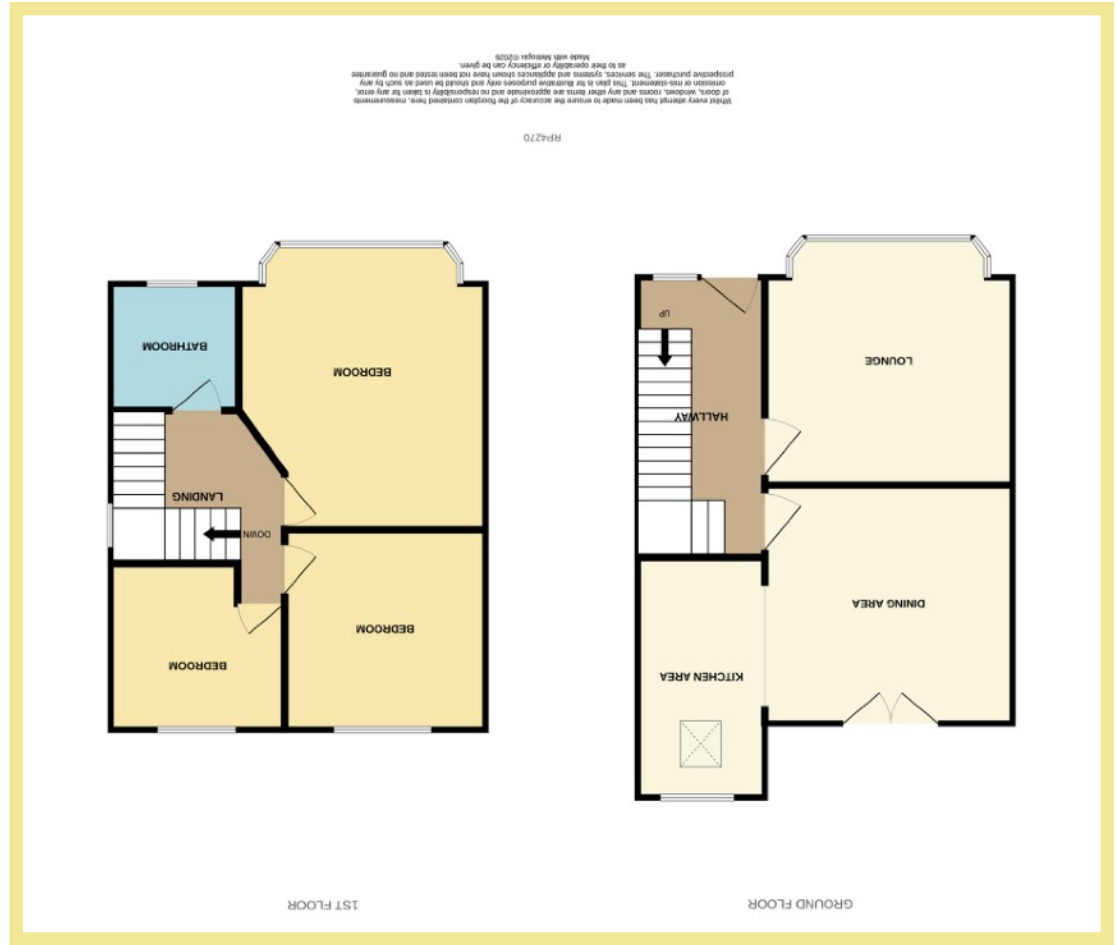 GROUND FLOOR
1ST FLOOR
KITCHEN AREA
DINING AREA
HALLWAY
LOUNGE
UP
BEDROOM
BEDROOM
DOWN
LANDING
BEDROOM
BATHROOM
RP4270
Whilst every attempt has been made to ensure the accuracy of the floorplan contained here, measurements
of doors, windows, rooms and any other items are approximate and no responsibility is taken for any error,
omission or mis-statement. This plan is for illustrative purposes only and should be used as such by any
prospective purchaser. The services, systems and appliances shown have not been tested and no guarantee
as to their operability or efficiency can be given.
Made with Metropix ©2025